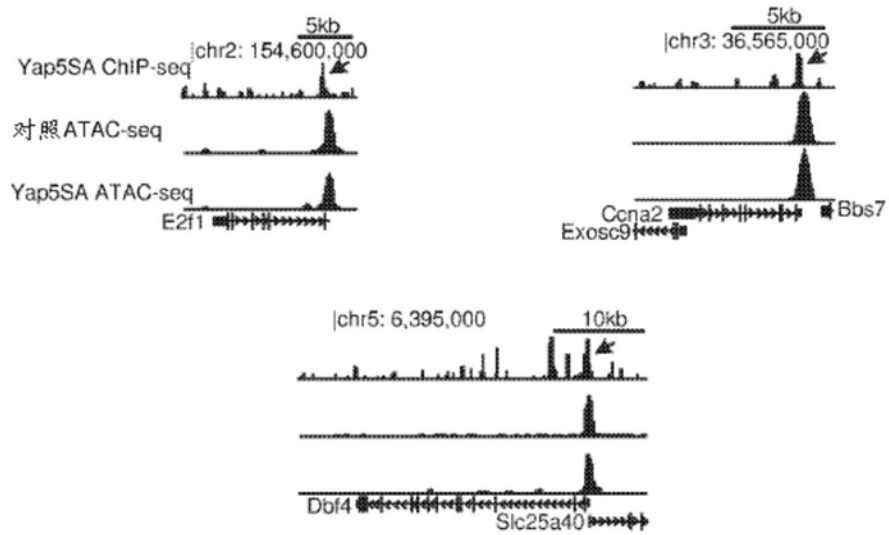 5kb
|chr2: 154,600,000
Yap5SA ChIP-seq
对照ATAC-seq
Yap5SA ATAC-seq
E2f1
5kb
|chr3: 36,565,000
Ccna2
Bbs7
Exosc9
|chr5: 6,395,000
10kb
Dbf4
Slc25a40